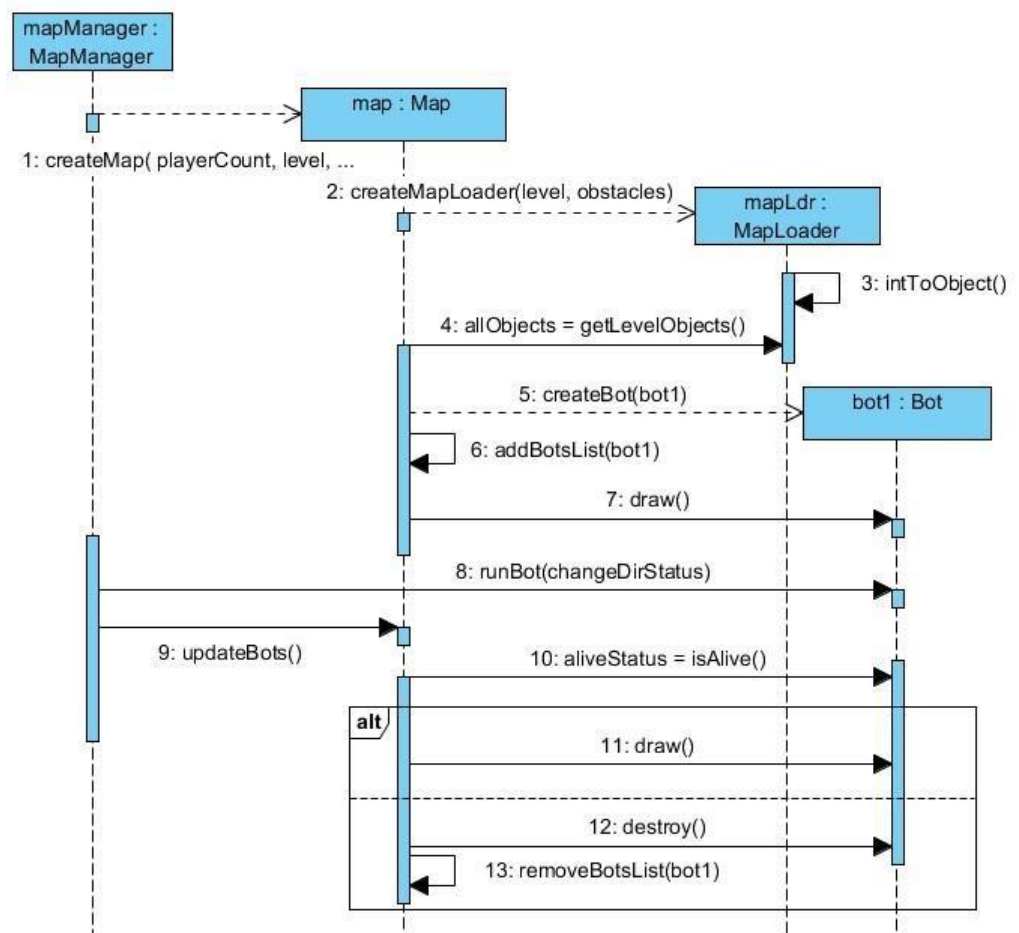 mapManager :
MapManager
map : Map
1: createMap( playerCount, level, ...
2: createMapLoader(level, obstacles)
mapLdr :
MapLoader
3: intToObject()
4: allObjects = getLevelObjects()
5: createBot(bot1)
bot1 : Bot
6: addBotsList(bot1)
7: draw()
8: runBot(changeDirStatus)
9: updateBots()
10: aliveStatus = isAlive()
alt
11: draw()
12: destroy()
13: removeBotsList(bot1)